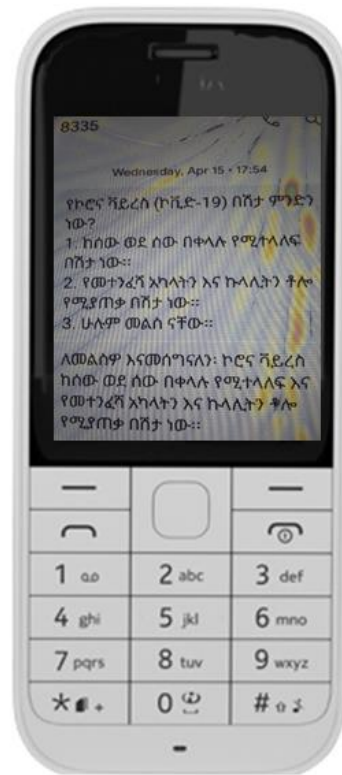 8335
Wednesday, Apr 15 • 17:54
የኮሮና ቫይረስ (ኮቪድ-19) በሽታ ምንድን
ነው?
1. ከሰው ወደ ሰው በቀላሉ የሚተላለፍ
በሽታ ነው።
2. የመተንፈሻ አካላትን እና ኩላሊትን ቶሎ
የሚያጠቃ በሽታ ነው።
3. ሁሉም መልስ ናቸው።
ለመልስዎ እናመሰግናለን፡ ኮሮና ቫይረስ
ከሰው ወደ ሰው በቀላሉ የሚተላለፍ እና
የመተንፈሻ አካላትን እና ኩላሊትን ቶሎ
የሚያጠቃ በሽታ ነው።
1
2 abc
3 def
4 ghi
5 jkl
6 mno
7 pqrs
8 tuv
9 wxyz
* +
0
#